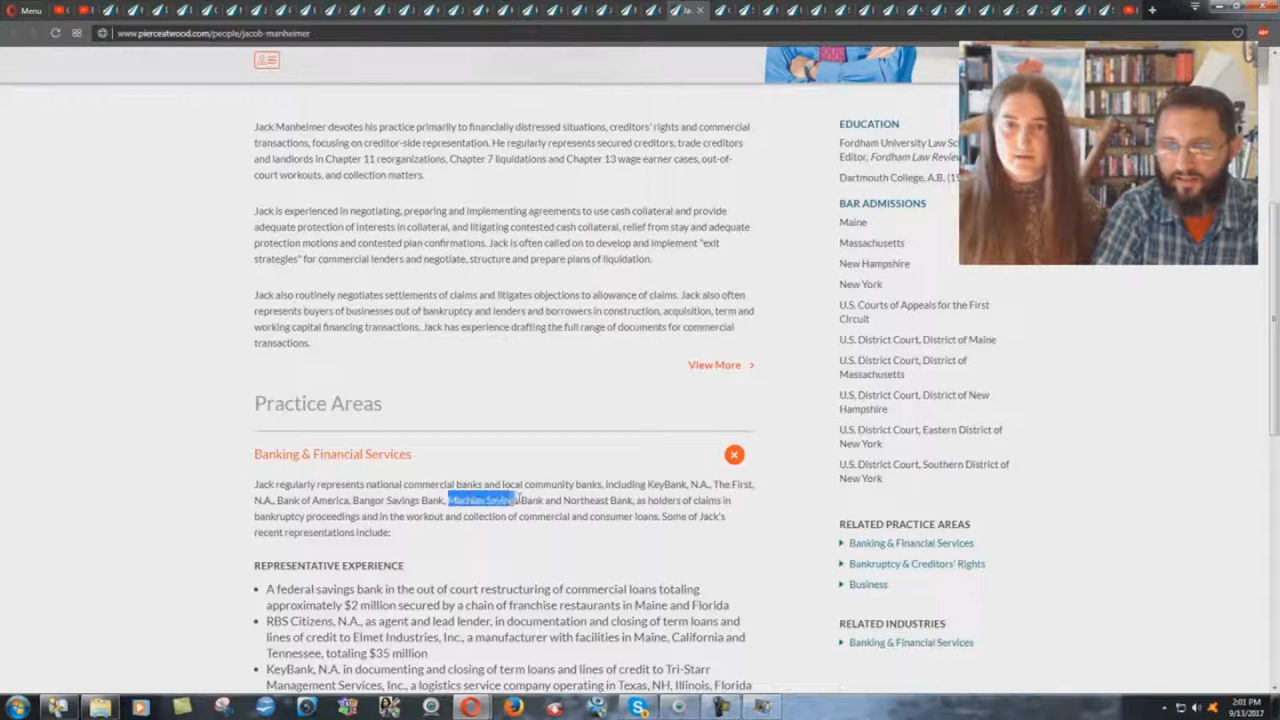 Menu
Ja
www.pierceatwood.com/people/jacob-manheimer
Jack Manheimer devotes his practice primarily to financially distressed situations, creditors' rights and commercial
transactions, focusing on creditor-side representation. He regularly represents secured creditors, trade creditors
and landlords in Chapter 11 reorganizations, Chapter 7 liquidations and Chapter 13 wage earner cases, out-of-
court workouts, and collection matters.
Jack is experienced in negotiating, preparing and implementing agreements to use cash collateral and provide
adequate protection of interests in collateral, and litigating contested cash collateral, relief from stay and adequate
protection motions and contested plan confirmations. Jack is often called on to develop and implement "exit
strategies" for commercial lenders and negotiate, structure and prepare plans of liquidation.
Jack also routinely negotiates settlements of claims and litigates objections to allowance of claims. Jack also often
represents buyers of businesses out of bankruptcy and lenders and borrowers in construction, acquisition, term and
working capital financing transactions. Jack has experience drafting the full range of documents for commercial
transactions.
View More
Practice Areas
Banking & Financial Services
Jack regularly represents national commercial banks and local community banks, including KeyBank, N.A., The First,
N.A., Bank of America, Bangor Savings Bank, Machias Savings Bank and Northeast Bank, as holders of claims in
bankruptcy proceedings and in the workout and collection of commercial and consumer loans. Some of Jack's
recent representations include:
REPRESENTATIVE EXPERIENCE
A federal savings bank in the out of court restructuring of commercial loans totaling
approximately $2 million secured by a chain of franchise restaurants in Maine and Florida
RBS Citizens, N.A., as agent and lead lender, in documentation and closing of term loans and
lines of credit to Elmet Industries, Inc., a manufacturer with facilities in Maine, California and
Tennessee, totaling $35 million
KeyBank, N.A. in documenting and closing of term loans and lines of credit to Tri-Starr
Management Services, Inc., a logistics service company operating in Texas, NH, Illinois, Florida
EDUCATION
Fordham University Law Sc
Editor, Fordham Law Review
Dartmouth College, A.B. (19
BAR ADMISSIONS
Maine
Massachusetts
New Hampshire
New York
U.S. Courts of Appeals for the First
Circuit
U.S. District Court, District of Maine
U.S. District Court, District of
Massachusetts
U.S. District Court, District of New
Hampshire
U.S. District Court, Eastern District of
New York
U.S. District Court, Southern District of
New York
RELATED PRACTICE AREAS
Banking & Financial Services
Bankruptcy & Creditors' Rights
Business
RELATED INDUSTRIES
Banking & Financial Services
2:01 PM
9/13/2017